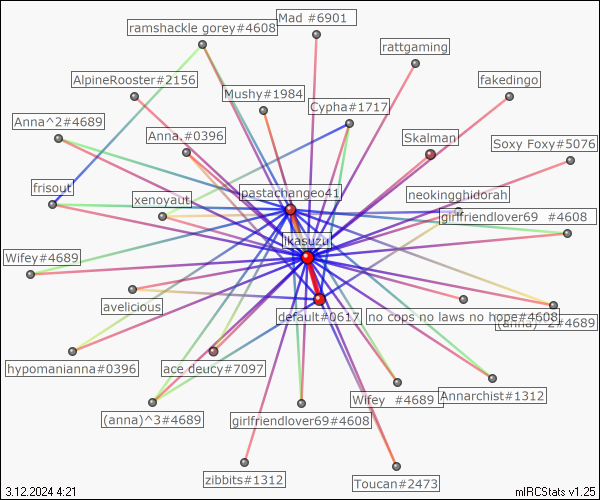 Mad #6901
ramshackle gorey#4608
rattgaming
AlpineRooster#2156
fakedingo
Mushy#1984
Cypha#1717
Anna^2#4689
Anna.#0396
Skalman
Soxy Foxy#5076
frisout
xenoyaut
pastachangeo41
neokingghidorah
girlfriendlover69 #4608
ikasuzu
Wifey#4689
avelicious
default#0617
no cops no laws no hope#4608
(anna)^2#4689
hypomanianna#0396
ace deucy#7097
Wifey #4689
Annarchist#1312
(anna)^3#4689
girlfriendlover69#4608
zibbits#1312
Toucan#2473
3.12.2024 4:21
mIRCStats v1.25